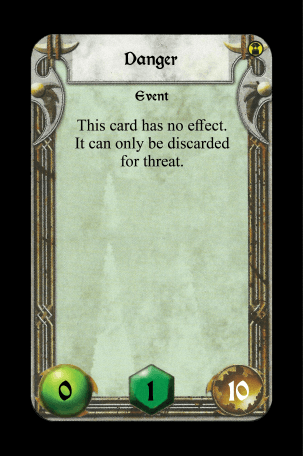 Danger
Event
This card has no effect.
It can only be discarded
for threat.
0
1
10